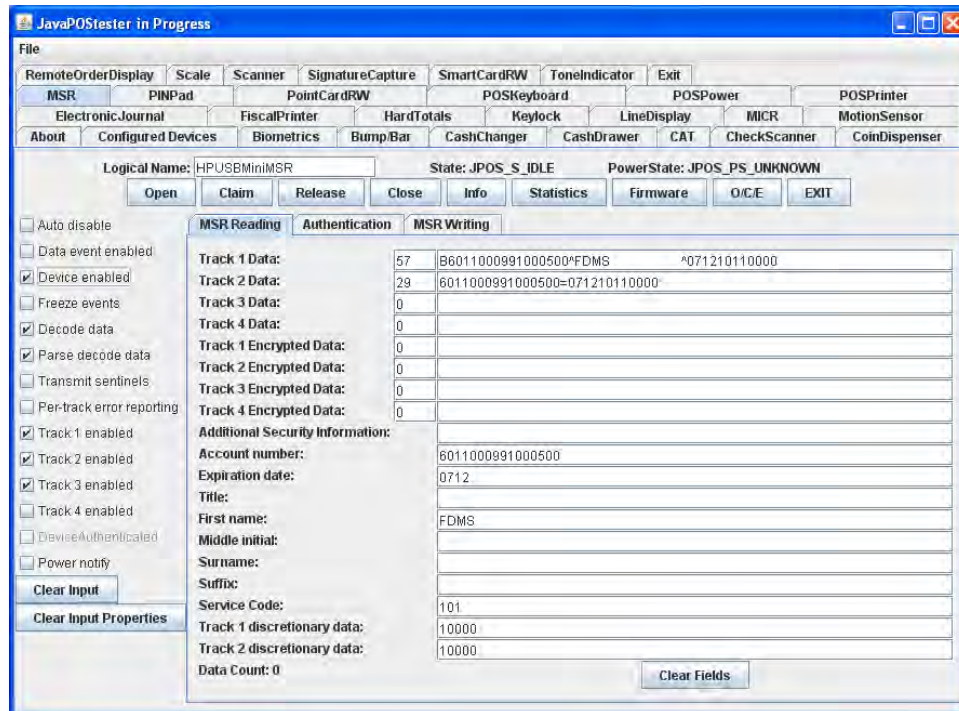 JavaPOStester in Progress
File
RemoteOrderDisplay Scale Scanner SignatureCapture SmartCardRW ToneIndicator Exit
MSR PINPad PointCardRW POSKeyboard POSPower POSPrinter
ElectronicJournal FiscalPrinter HardTotals Keylock LineDisplay MICR MotionSensor
About Configured Devices Biometrics Bump/Bar CashChanger CashDrawer CAT CheckScanner CoinDispenser
Logical Name: HPUSBMiniMSR State: JPOS_S_IDLE PowerState: JPOS_PS_UNKNOWN
Open Claim Release Close Info Statistics Firmware O/C/E EXIT
Auto disable
Data event enabled
Device enabled
Freeze events
Decode data
Parse decode data
Transmit sentinels
Per-track error reporting
Track 1 enabled
Track 2 enabled
Track 3 enabled
Track 4 enabled
DeviceAuthenticated
Power notify
Clear Input
Clear Input Properties
MSR Reading Authentication MSR Writing
Track 1 Data: 57 B6011000991000500^FDMS ^071210110000
Track 2 Data: 29 6011000991000500=071210110000
Track 3 Data: 0
Track 4 Data: 0
Track 1 Encrypted Data: 0
Track 2 Encrypted Data: 0
Track 3 Encrypted Data: 0
Track 4 Encrypted Data: 0
Additional Security Information:
Account number: 6011000991000500
Expiration date: 0712
Title:
First name: FDMS
Middle initial:
Surname:
Suffix:
Service Code: 101
Track 1 discretionary data: 10000
Track 2 discretionary data: 10000
Data Count: 0 Clear Fields